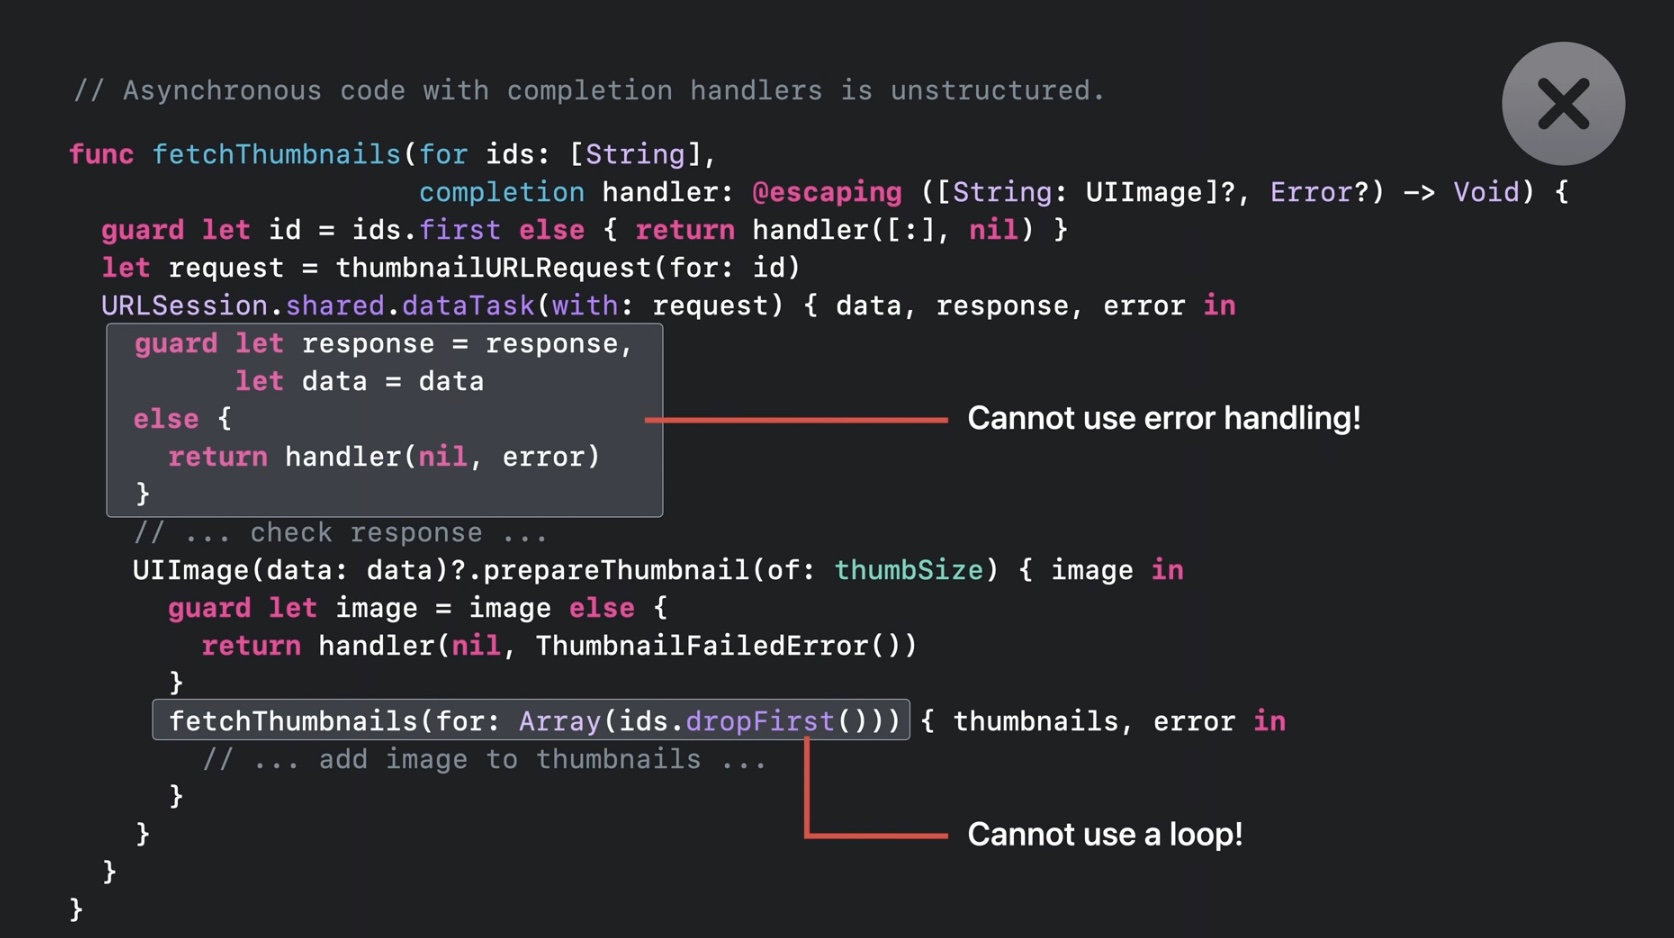 // Asynchronous code with completion handlers is unstructured.
func fetchThumbnails(for ids: [String],
                     completion handler: @escaping ([String: UIImage]?, Error?) -> Void) {
  guard let id = ids.first else { return handler([:], nil) }
  let request = thumbnailURLRequest(for: id)
  URLSession.shared.dataTask(with: request) { data, response, error in
    guard let response = response,
          let data = data
    else {
      return handler(nil, error)
    }
Cannot use error handling!
    // ... check response ...
    UIImage(data: data)?.prepareThumbnail(of: thumbSize) { image in
      guard let image = image else {
        return handler(nil, ThumbnailFailedError())
      }
      fetchThumbnails(for: Array(ids.dropFirst())) { thumbnails, error in
        // ... add image to thumbnails ...
      }
    }
Cannot use a loop!
  }
}